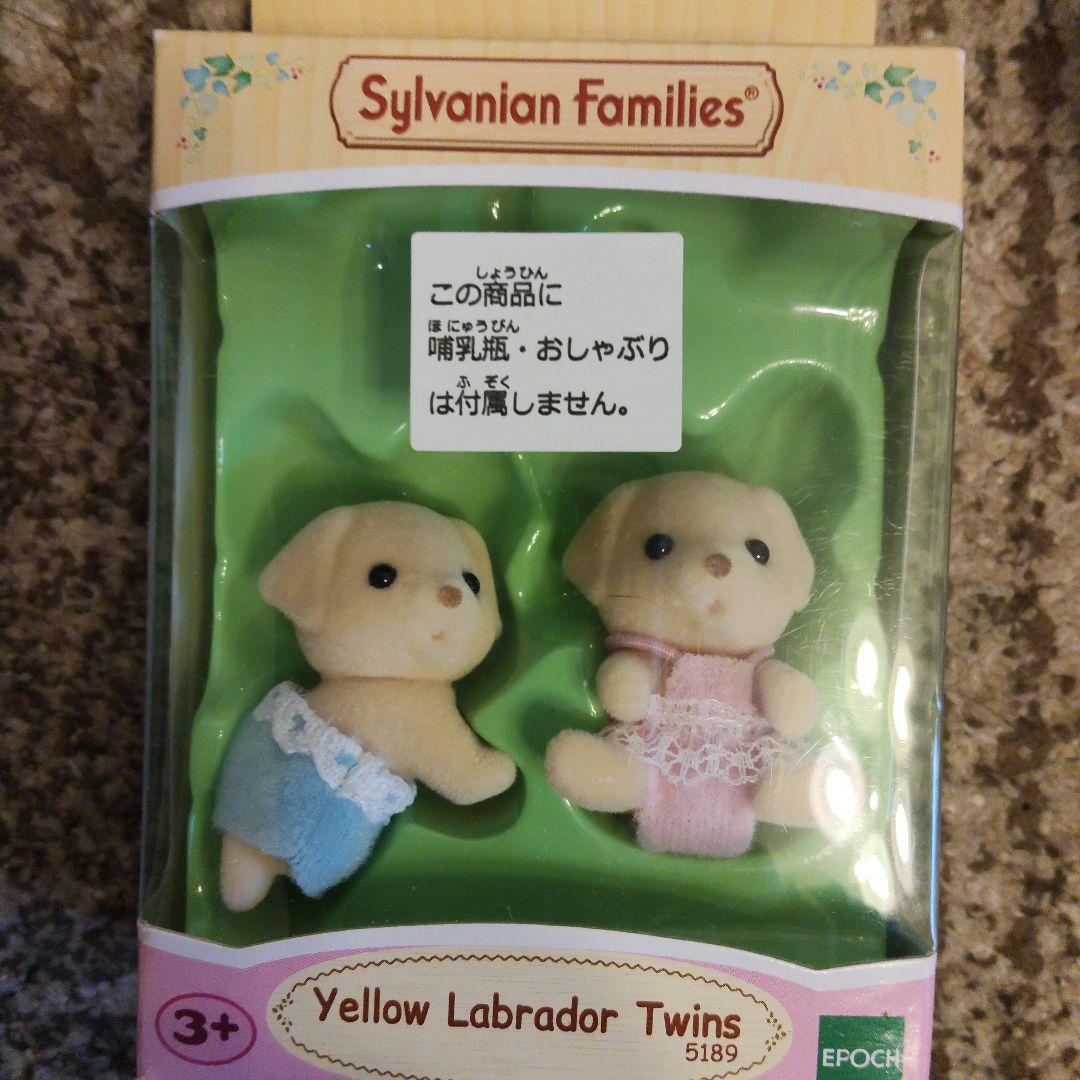 Sylvanian Families®
しょうひん
この商品に
ほにゅうびん
哺乳瓶・おしゃぶり
ふ ぞく
は付属しません。
3+
Yellow Labrador Twins
5189
EPOCH